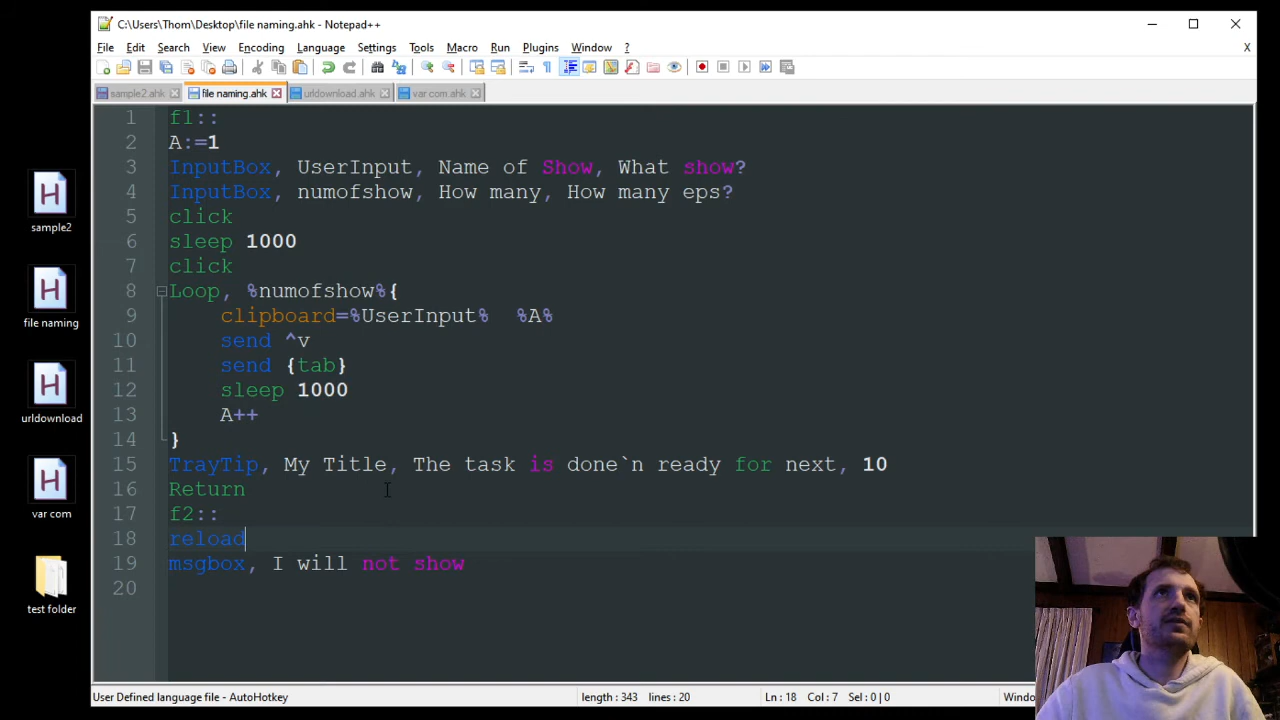 C:\Users\Thom\Desktop\file naming.ahk - Notepad++
File Edit Search View Encoding Language Settings Tools Macro Run Plugins Window ? X
sample2.ahk file naming.ahk urldownload.ahk var com.ahk
1 f1::
2 A:=1
3 InputBox, UserInput, Name of Show, What show?
4 InputBox, numofshow, How many, How many eps?
5 click
6 sleep 1000
7 click
8 Loop, %numofshow%{
9 clipboard=%UserInput%  %A%
10 send ^v
11 send {tab}
12 sleep 1000
13 A++
14 }
15 TrayTip, My Title, The task is done`n ready for next, 10
16 Return
17 f2::
18 reload
19 msgbox, I will not show
20
User Defined language file - AutoHotkey length : 343 lines : 20 Ln : 18 Col : 7 Sel : 0 | 0 Windo
H
sample2
H
file naming
H
urldownload
H
var com
test folder